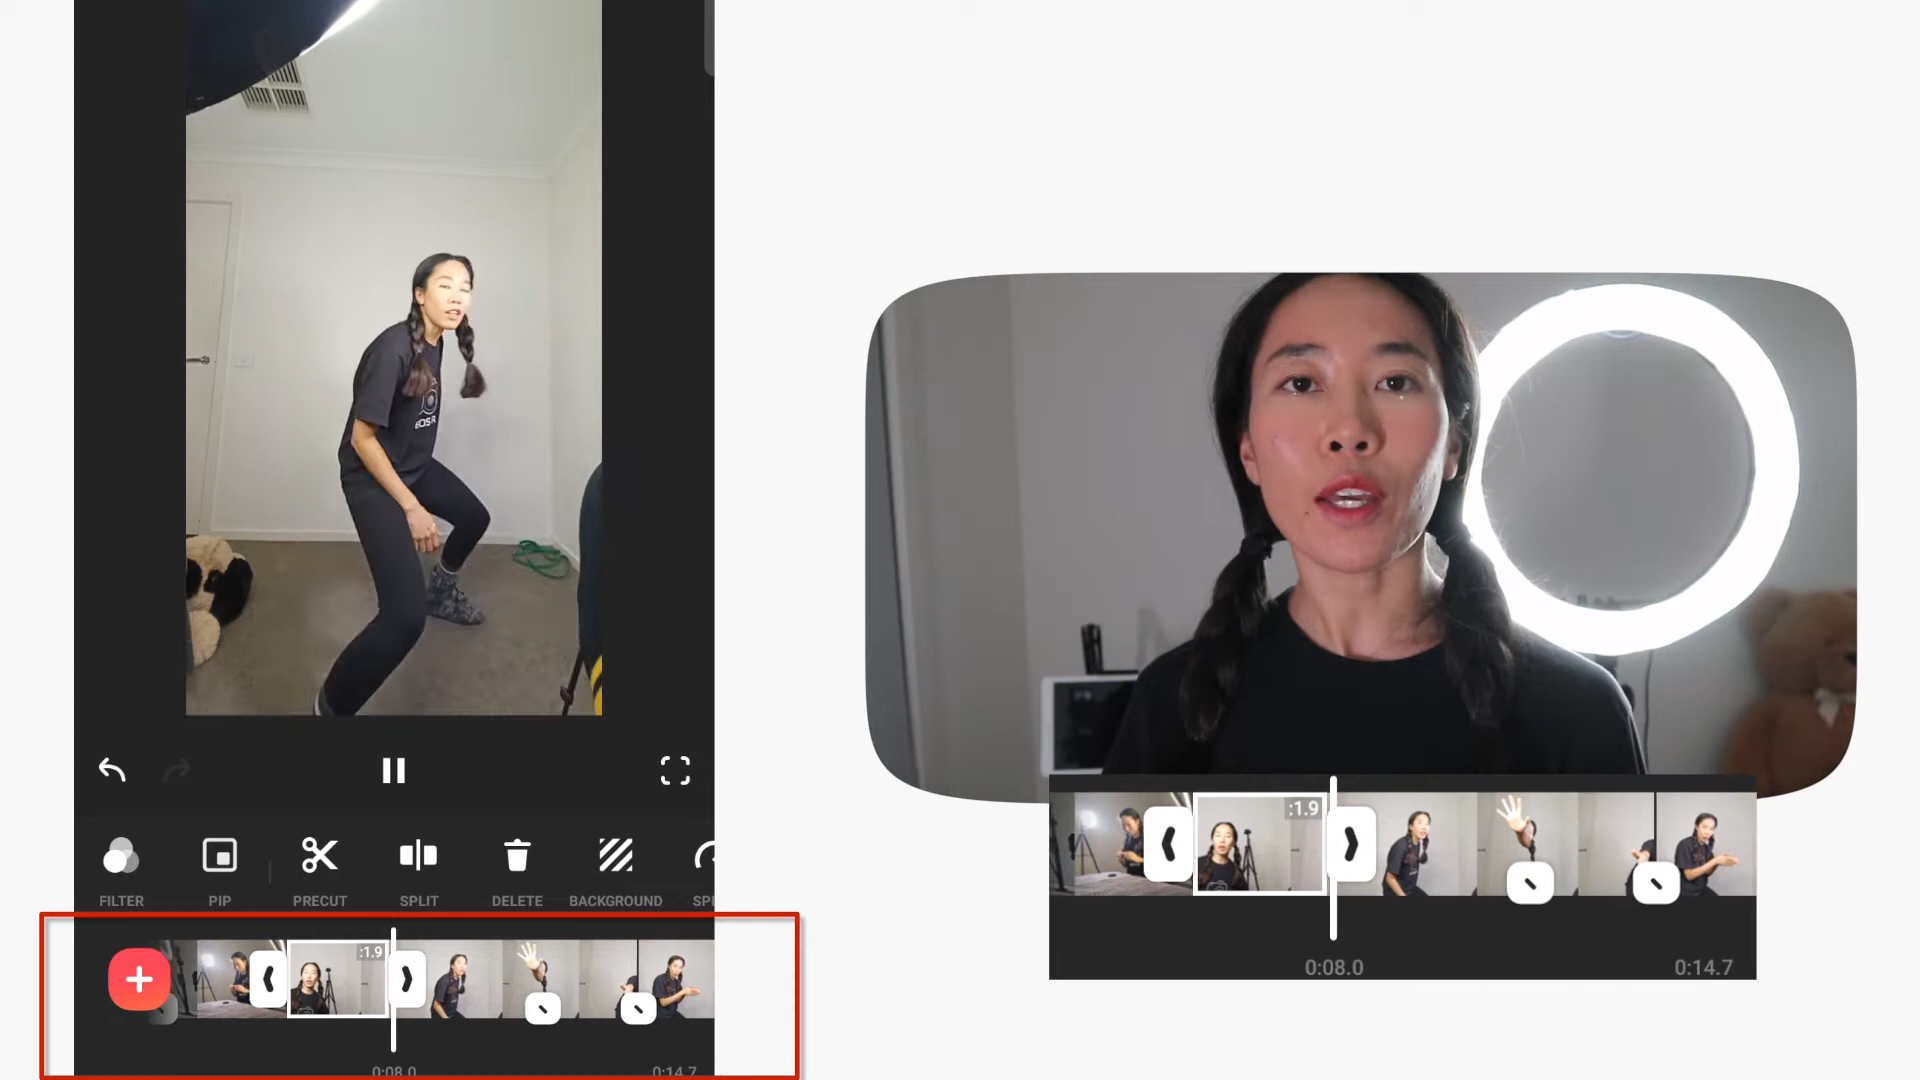 FILTER
PIP
PRECUT
SPLIT
DELETE
BACKGROUND
:1.9
0:08.0
0:14.7
:1.9
0:08.0
0:14.7